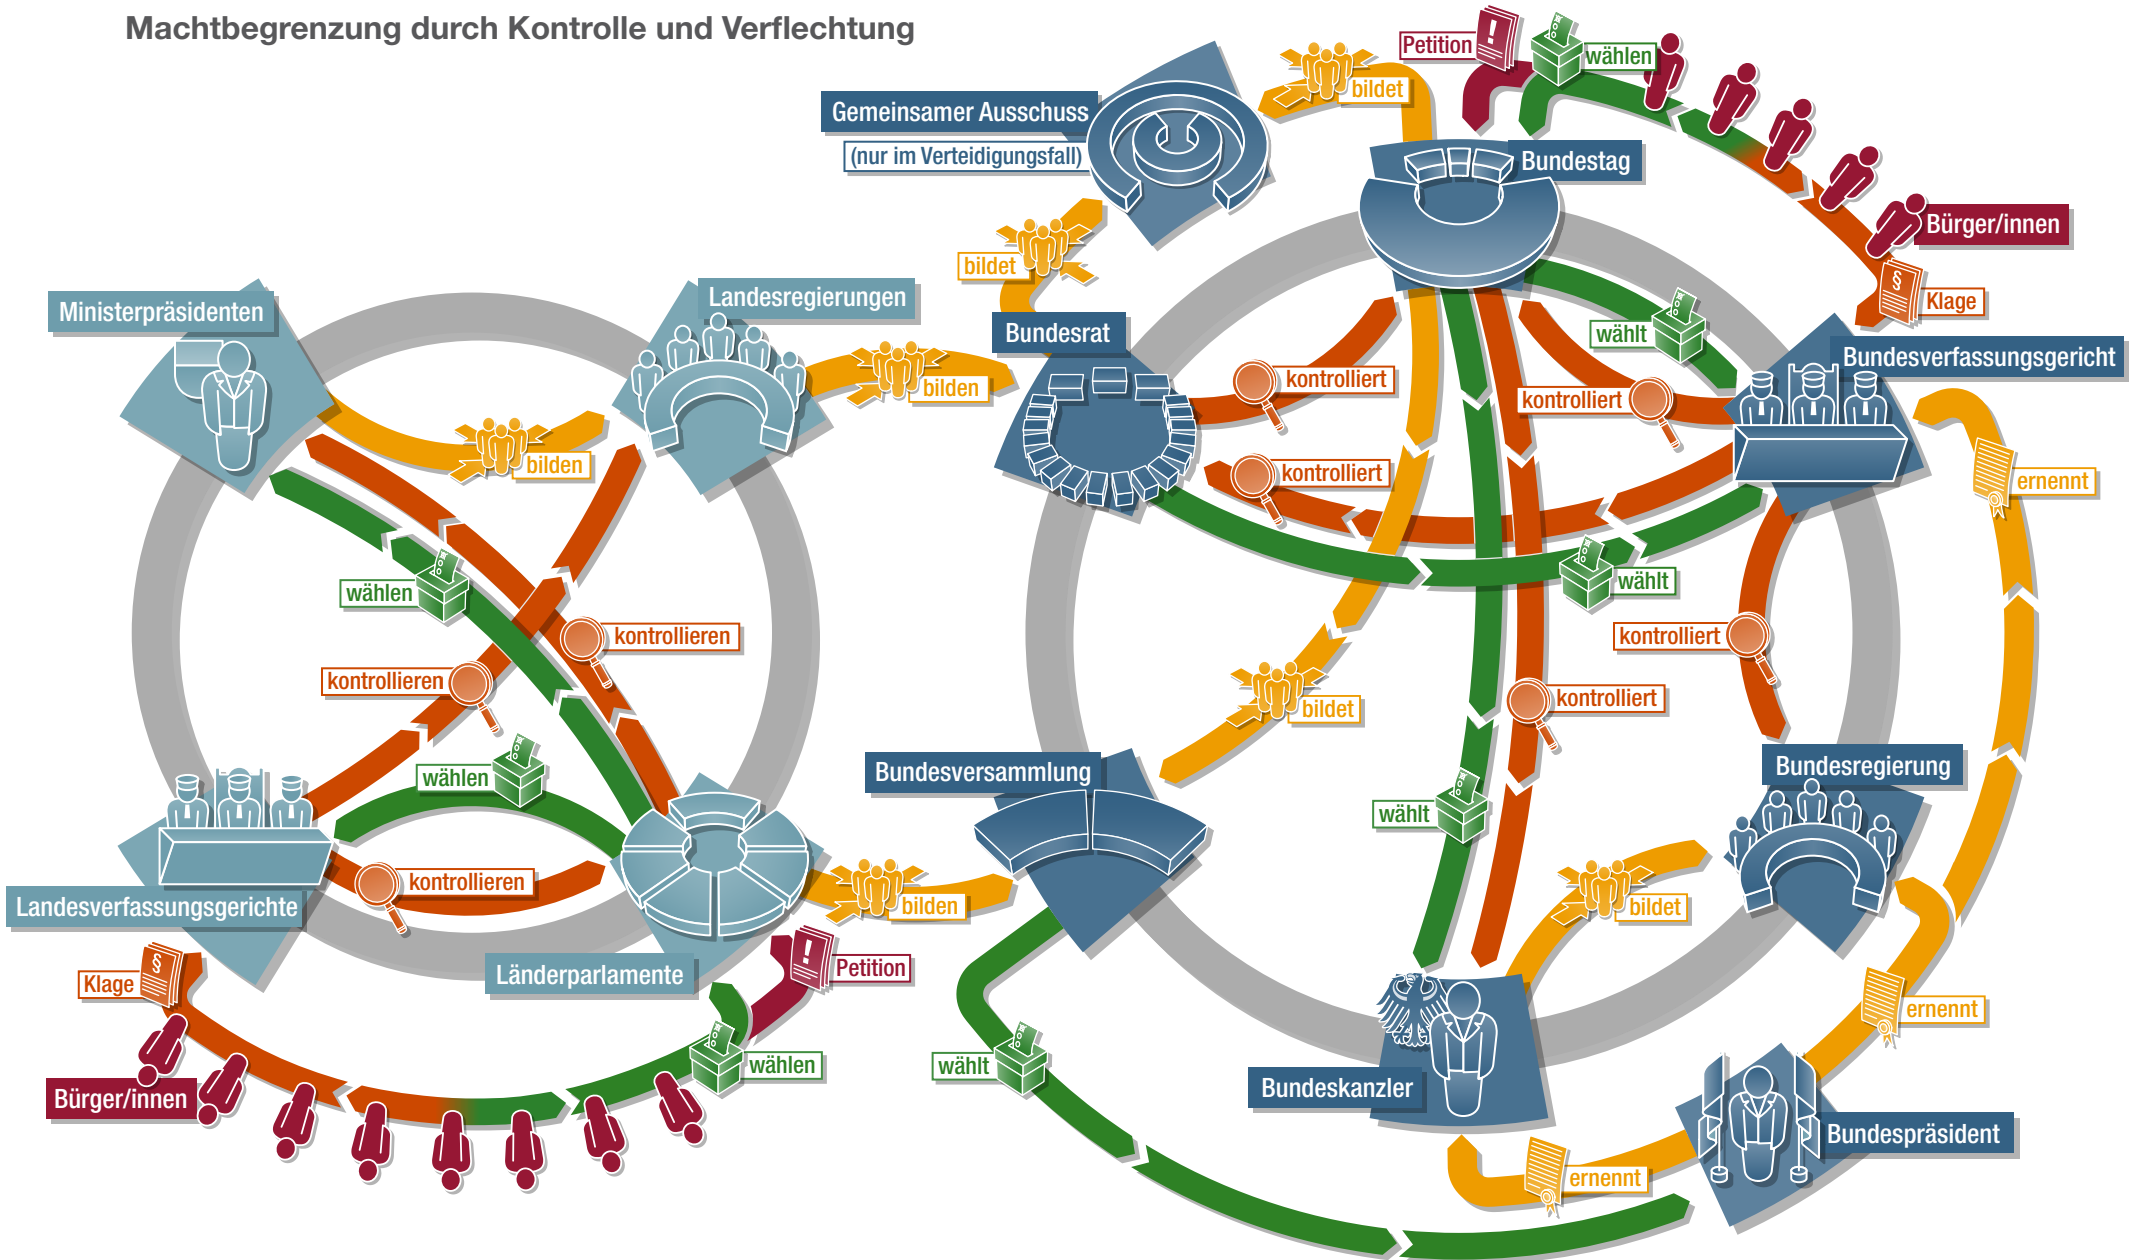 Machtbegrenzung durch Kontrolle und Verflechtung
Petition
wählen
bildet
Gemeinsamer Ausschuss
(nur im Verteidigungsfall)
Bundestag
Bürger/innen
bildet
Klage
§
Ministerpräsidenten
Landesregierungen
Bundesrat
wählt
Bundesverfassungsgericht
bilden
kontrolliert
kontrolliert
bilden
kontrolliert
ernennt
wählen
wählt
kontrollieren
kontrolliert
kontrollieren
kontrolliert
bildet
wählen
Bundesversammlung
Bundesregierung
wählt
kontrollieren
bilden
bildet
Landesverfassungsgerichte
Länderparlamente
Petition
Klage
§
ernennt
wählen
wählt
Bundeskanzler
Bürger/innen
Bundespräsident
ernennt